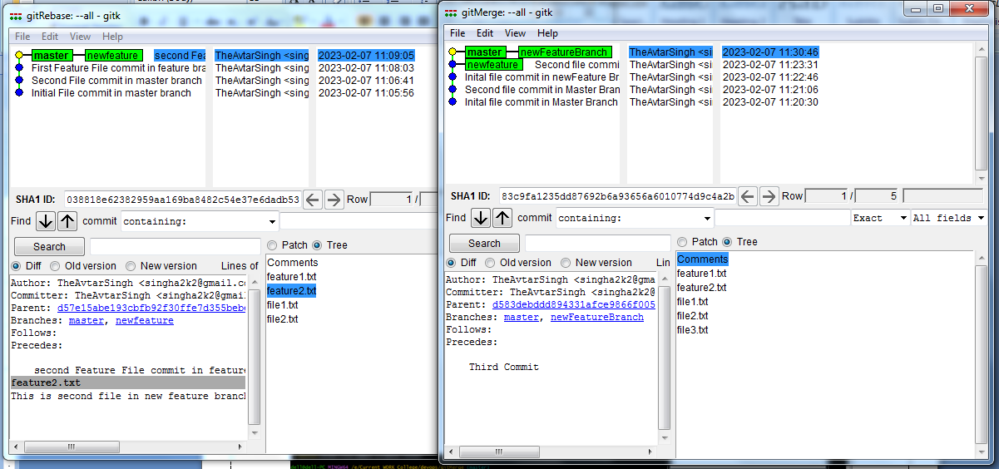 gitRebase: --all - gitk
File Edit View Help
master newfeature second Fea TheAvtarSingh <sing 2023-02-07 11:09:05
First Feature File commit in feature bra TheAvtarSingh <sing 2023-02-07 11:08:03
Second File commit in master branch TheAvtarSingh <sing 2023-02-07 11:06:41
Initial File commit in master branch TheAvtarSingh <sing 2023-02-07 11:05:56
SHA1 ID: 038818e62382959aa169ba8482c54e37e6dadb53 Row 1 /
Find commit containing:
Search
Patch Tree
Diff Old version New version Lines of
Author: TheAvtarSingh <singha2k2@gmail.co
Committer: TheAvtarSingh <singha2k2@gmail
Parent: d57e15abe193cbfb92f30ffe7d355bebe
Branches: master, newfeature
Follows:
Precedes:
second Feature File commit in feature
feature2.txt
This is second file in new feature branch
Comments
feature1.txt
feature2.txt
file1.txt
file2.txt
gitMerge: --all - gitk
File Edit View Help
master newFeatureBranch TheAvtarSingh <si 2023-02-07 11:30:46
newfeature Second file commi TheAvtarSingh <si 2023-02-07 11:23:31
Inital file commit in newFeature Br TheAvtarSingh <si 2023-02-07 11:22:46
Second file commit in Master Bran TheAvtarSingh <si 2023-02-07 11:21:06
Inital file commit in Master Branch TheAvtarSingh <si 2023-02-07 11:20:30
SHA1 ID: 83c9fa1235dd87692b6a93656a6010774d9c4a2b Row 1 / 5
Find commit containing: Exact All fields
Search
Patch Tree
Diff Old version New version Lin
Author: TheAvtarSingh <singha2k2@gma
Committer: TheAvtarSingh <singha2k2@
Parent: d583debddd894331afce9866f005
Branches: master, newFeatureBranch
Follows:
Precedes:
Third Commit
Comments
feature1.txt
feature2.txt
file1.txt
file2.txt
file3.txt